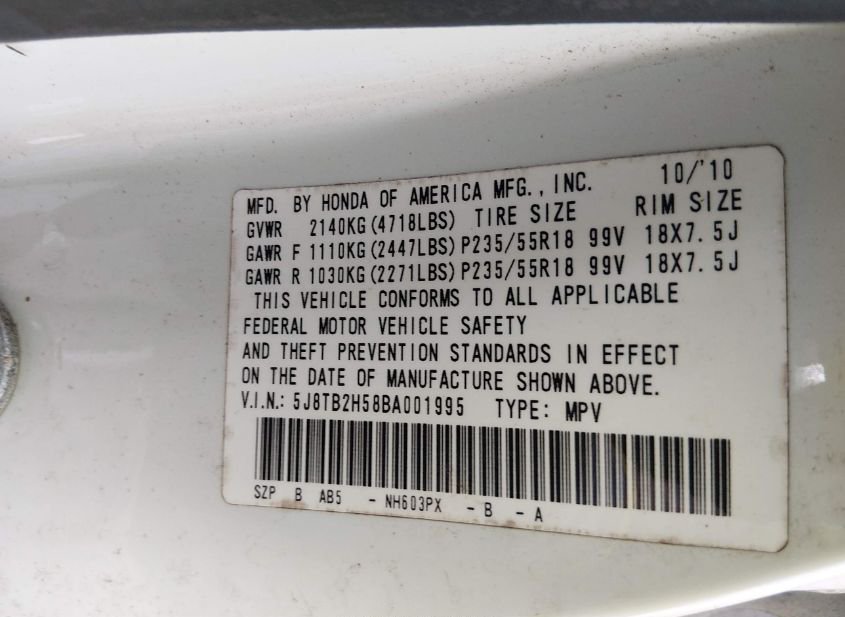 MFD. BY HONDA OF AMERICA MFG., INC. 10/'10
GVWR 2140KG(4718LBS) TIRE SIZE RIM SIZE
GAWR F 1110KG(2447LBS)P235/55R18 99V 18X7.5J
GAWR R 1030KG(2271LBS)P235/55R18 99V 18X7.5J
THIS VEHICLE CONFORMS TO ALL APPLICABLE
FEDERAL MOTOR VEHICLE SAFETY
AND THEFT PREVENTION STANDARDS IN EFFECT
ON THE DATE OF MANUFACTURE SHOWN ABOVE.
V.I.N.: 5J8TB2H58BA001995 TYPE: MPV
SZP B AB5 - NH603PX - B - A